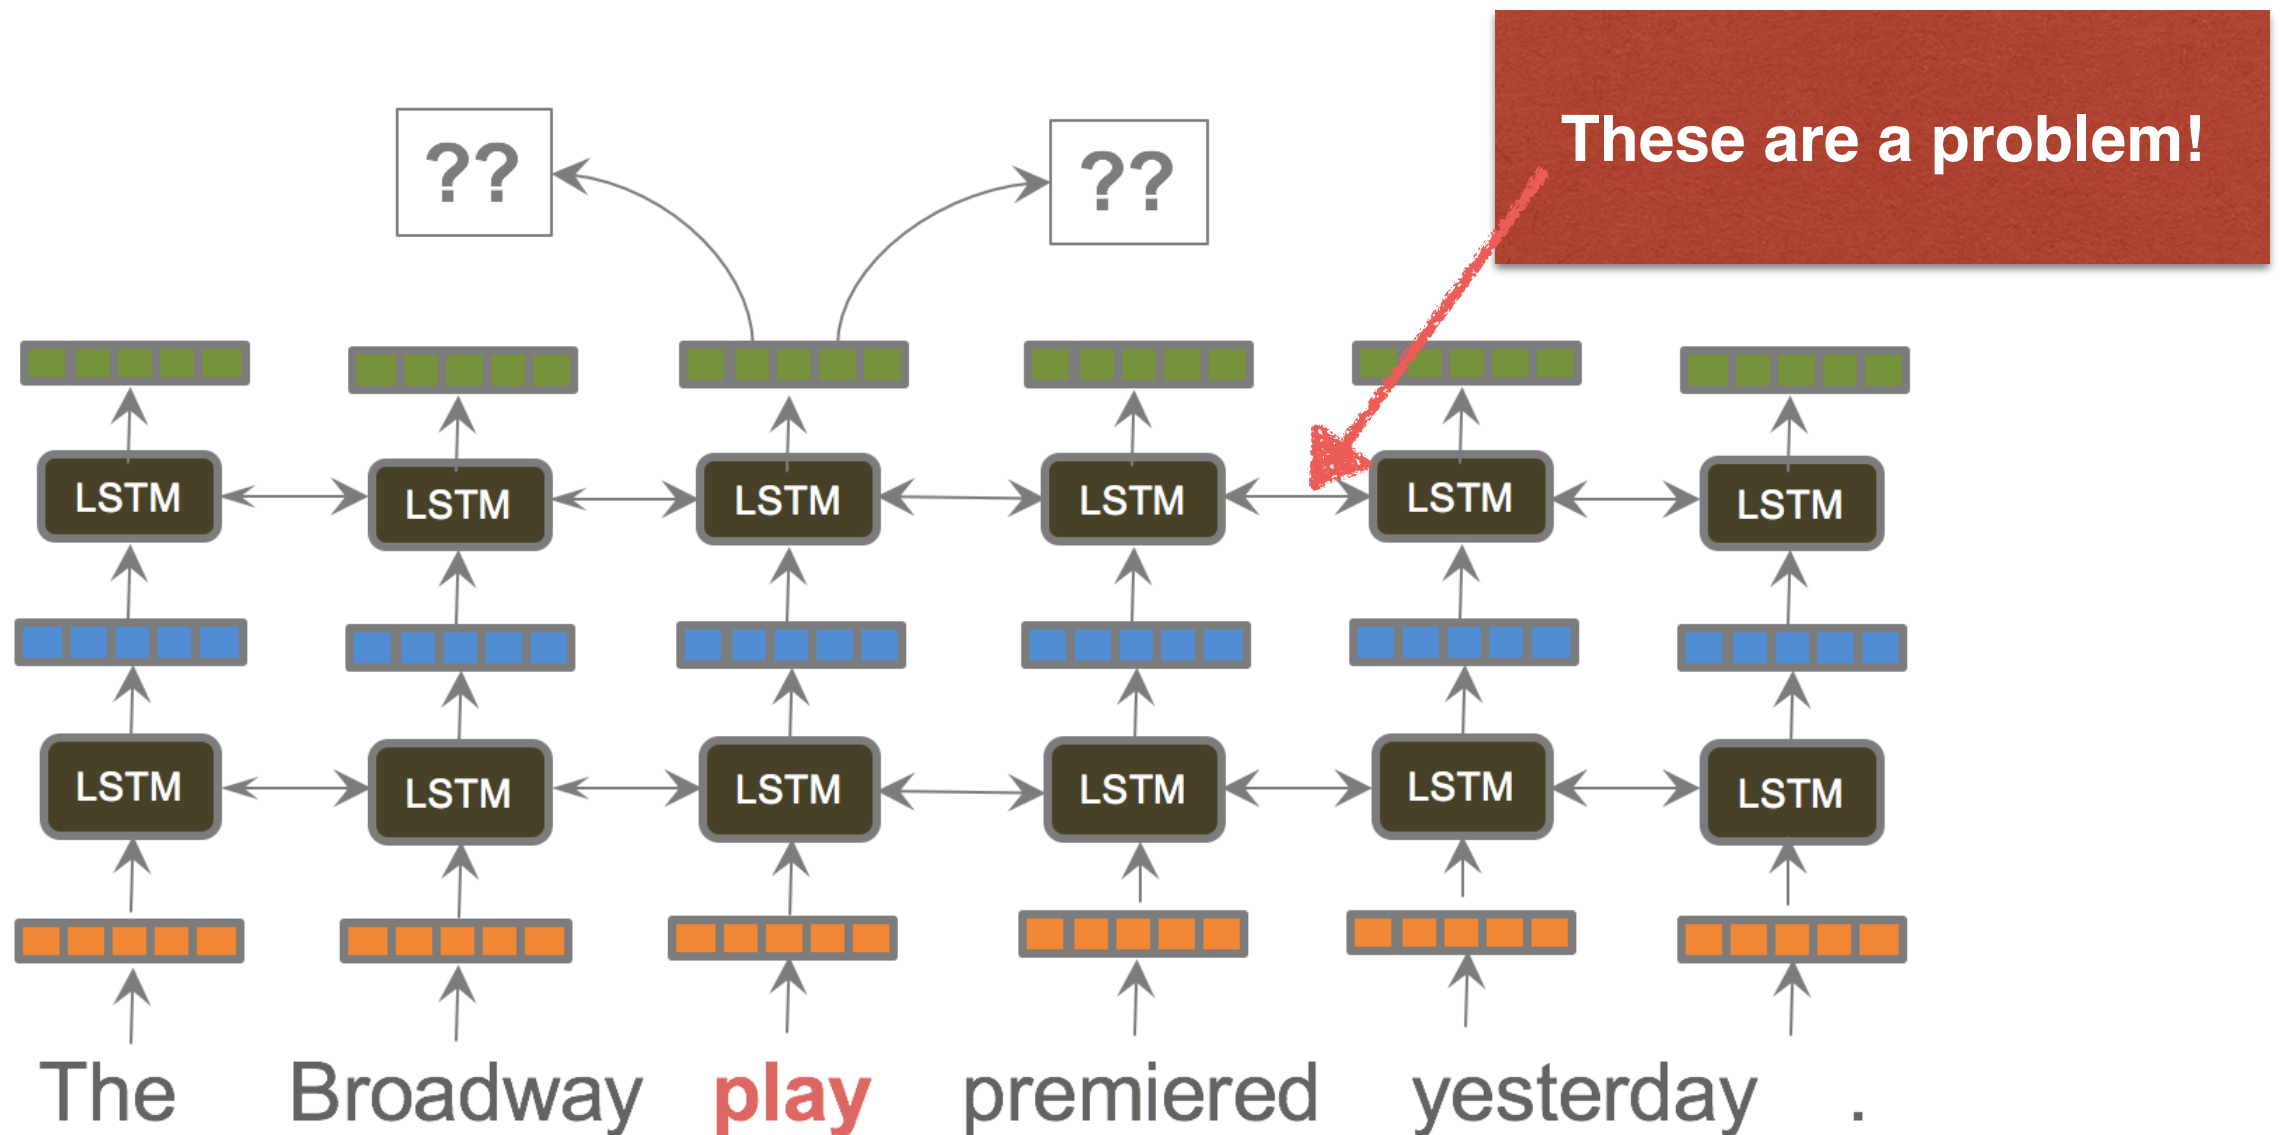 These are a problem!
?? ??
LSTM LSTM LSTM LSTM LSTM LSTM
LSTM LSTM LSTM LSTM LSTM LSTM
The Broadway play premiered yesterday .